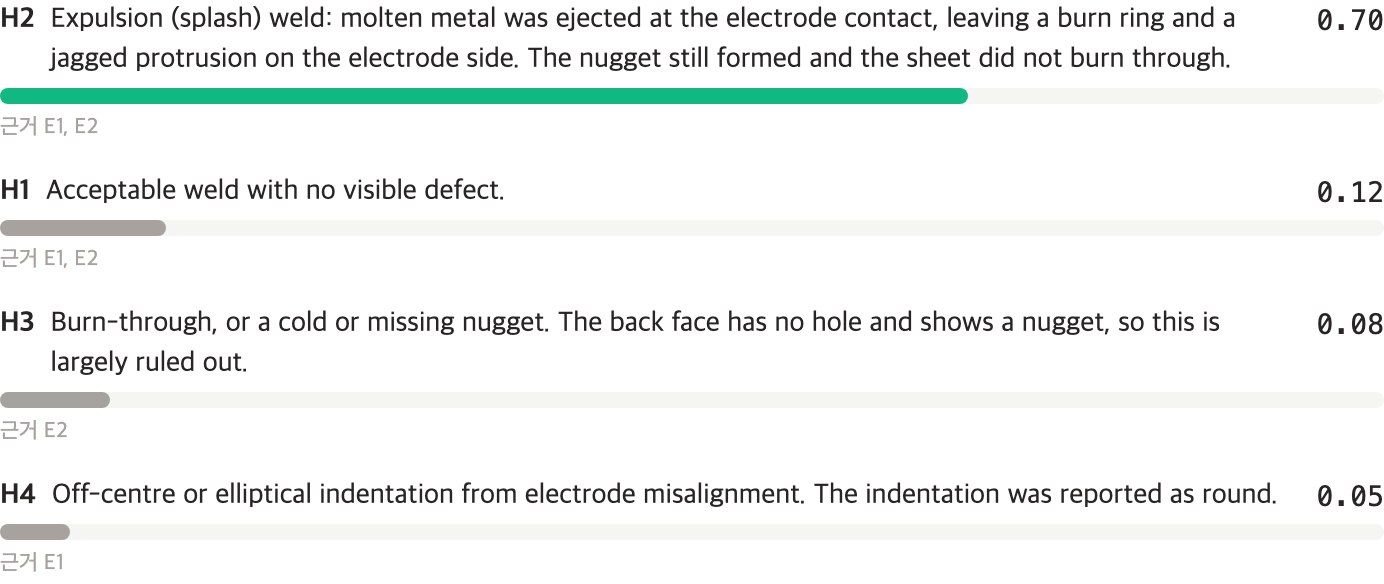 H2 Expulsion (splash) weld: molten metal was ejected at the electrode contact, leaving a burn ring and a 0.70
jagged protrusion on the electrode side. The nugget still formed and the sheet did not burn through.
근거 E1, E2
H1 Acceptable weld with no visible defect. 0.12
근거 E1, E2
H3 Burn-through, or a cold or missing nugget. The back face has no hole and shows a nugget, so this is 0.08
largely ruled out.
근거 E2
H4 Off-centre or elliptical indentation from electrode misalignment. The indentation was reported as round. 0.05
근거 E1